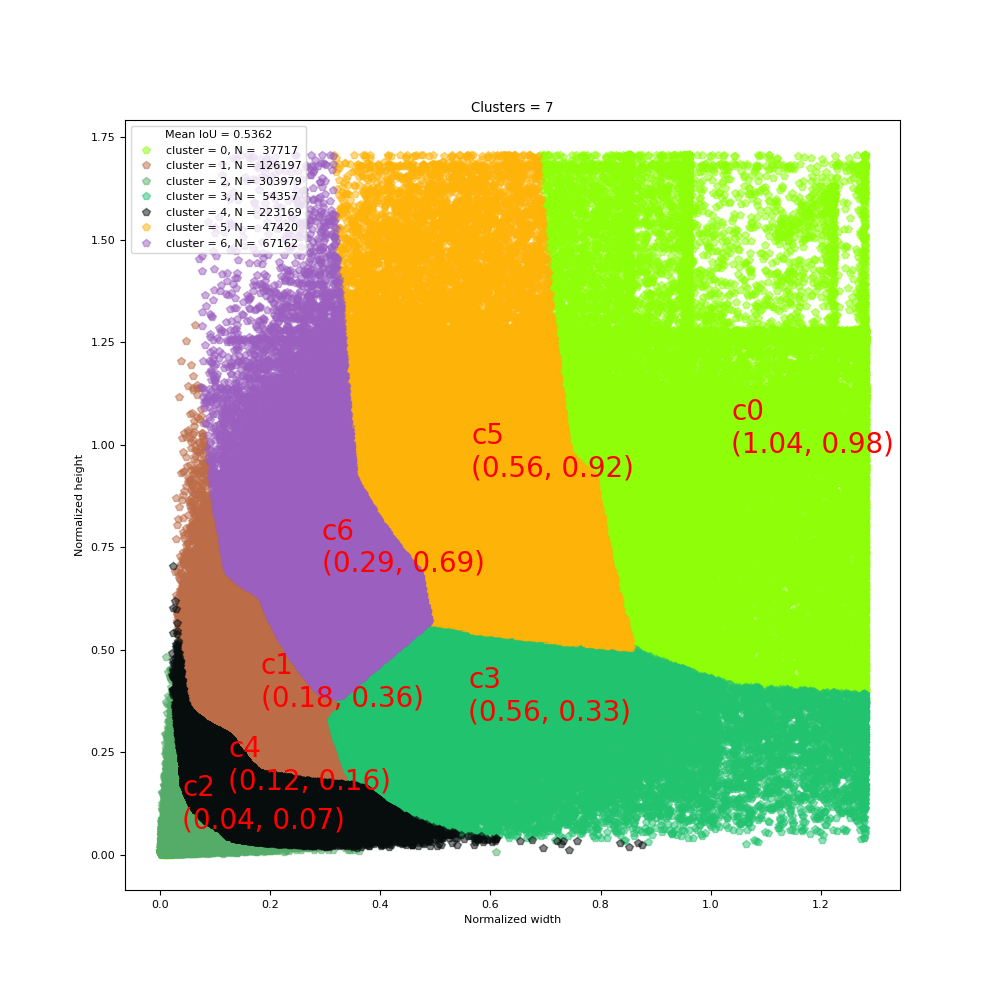 Clusters = 7
Mean IoU = 0.5362
cluster = 0, N = 37717
cluster = 1, N = 126197
cluster = 2, N = 303979
cluster = 3, N = 54357
cluster = 4, N = 223169
cluster = 5, N = 47420
cluster = 6, N = 67162
1.75
1.50
1.25
1.00
0.75
0.50
0.25
0.00
Normalized height
c0
(1.04, 0.98)
c5
(0.56, 0.92)
c6
(0.29, 0.69)
c1
(0.18, 0.36)
c3
(0.56, 0.33)
c4
(0.12, 0.16)
c2
(0.04, 0.07)
0.0 0.2 0.4 0.6 0.8 1.0 1.2
Normalized width